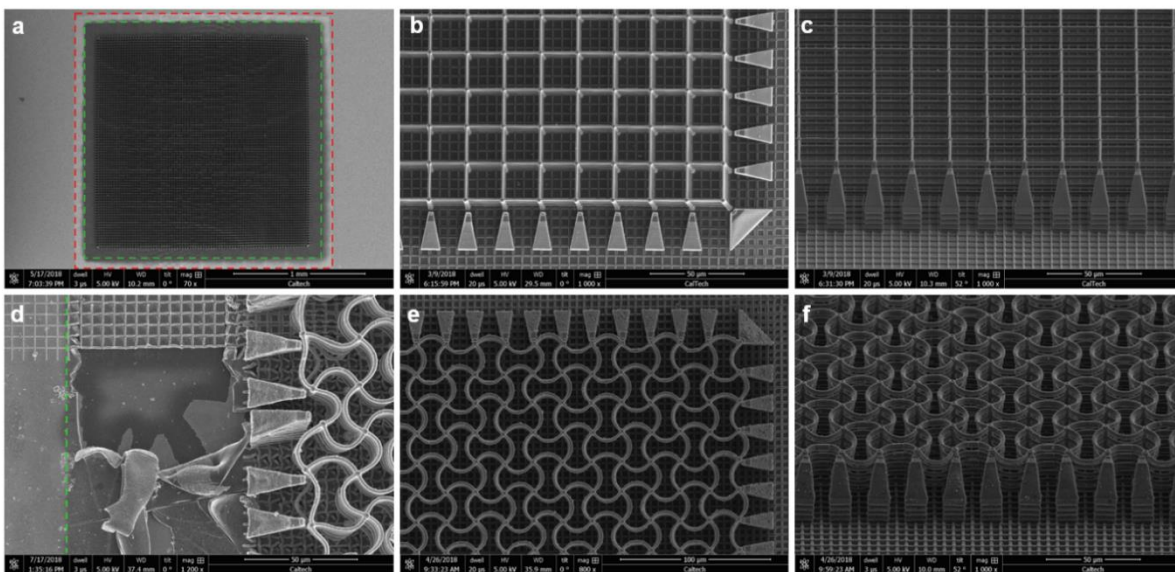 a
5/17/2018 dwell HV WD tilt mag
7:03:39 PM 3 µs 5.00 kV 10.2 mm 0 ° 70 x
1 mm
Caltech
b
3/9/2018 dwell HV WD tilt mag
6:15:59 PM 20 µs 5.00 kV 29.5 mm 0 ° 1 000 x
50 µm
CalTech
c
3/9/2018 dwell HV WD tilt mag
6:31:30 PM 20 µs 5.00 kV 10.3 mm 52 ° 1 000 x
50 µm
CalTech
d
7/17/2018 dwell HV WD tilt mag
1:35:16 PM 3 µs 5.00 kV 37.4 mm 0 ° 1 200 x
50 µm
Caltech
e
4/26/2018 dwell HV WD tilt mag
9:33:23 AM 20 µs 5.00 kV 35.9 mm 0 ° 800 x
100 µm
CalTech
f
4/26/2018 dwell HV WD tilt mag
9:59:23 AM 3 µs 5.00 kV 10.0 mm 52 ° 1 000 x
50 µm
CalTech